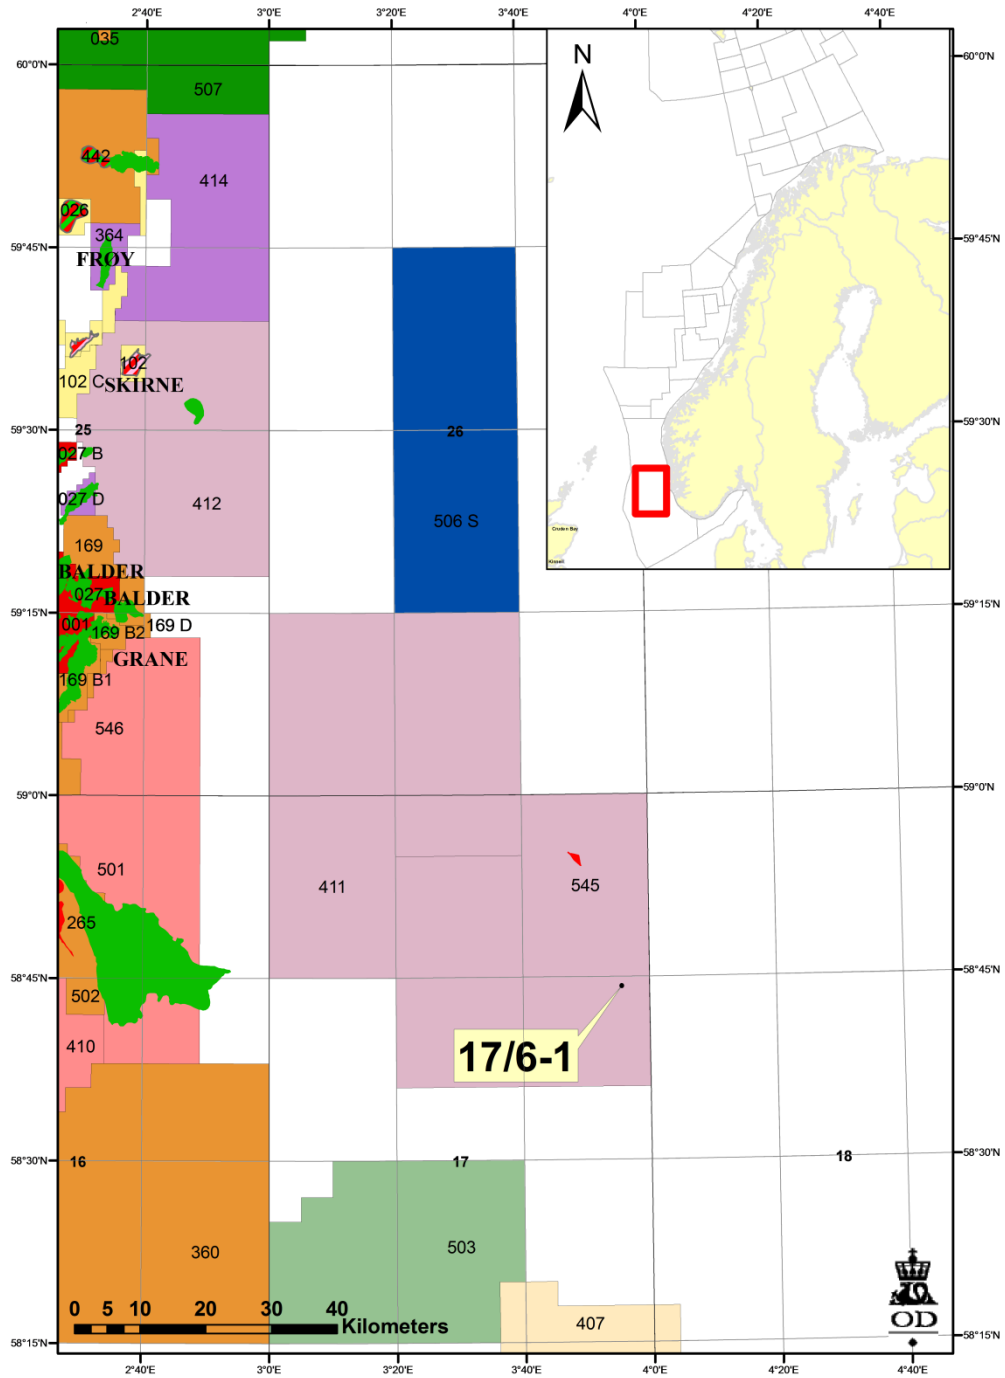 2°40'E 3°0'E 3°20'E 3°40'E 4°0'E 4°20'E 4°40'E
035
60°0'N
60°0'N
N
507
442
414
026
364
59°45'N
59°45'N
FRØY
102
102 C
SKIRNE
25
59°30'N
26
59°30'N
027 B
027 D
412
506 S
Cruden Bay
169
Kissell
BALDER
027
BALDER
59°15'N
59°15'N
001
169 B2
169 D
GRANE
169 B1
546
59°0'N
59°0'N
501
411
545
265
58°45'N
58°45'N
502
410
17/6-1
58°30'N
16
17
18
58°30'N
360
503
0 5 10 20 30 40
Kilometers
407
OD
58°15'N
58°15'N
2°40'E 3°0'E 3°20'E 3°40'E 4°0'E 4°20'E 4°40'E